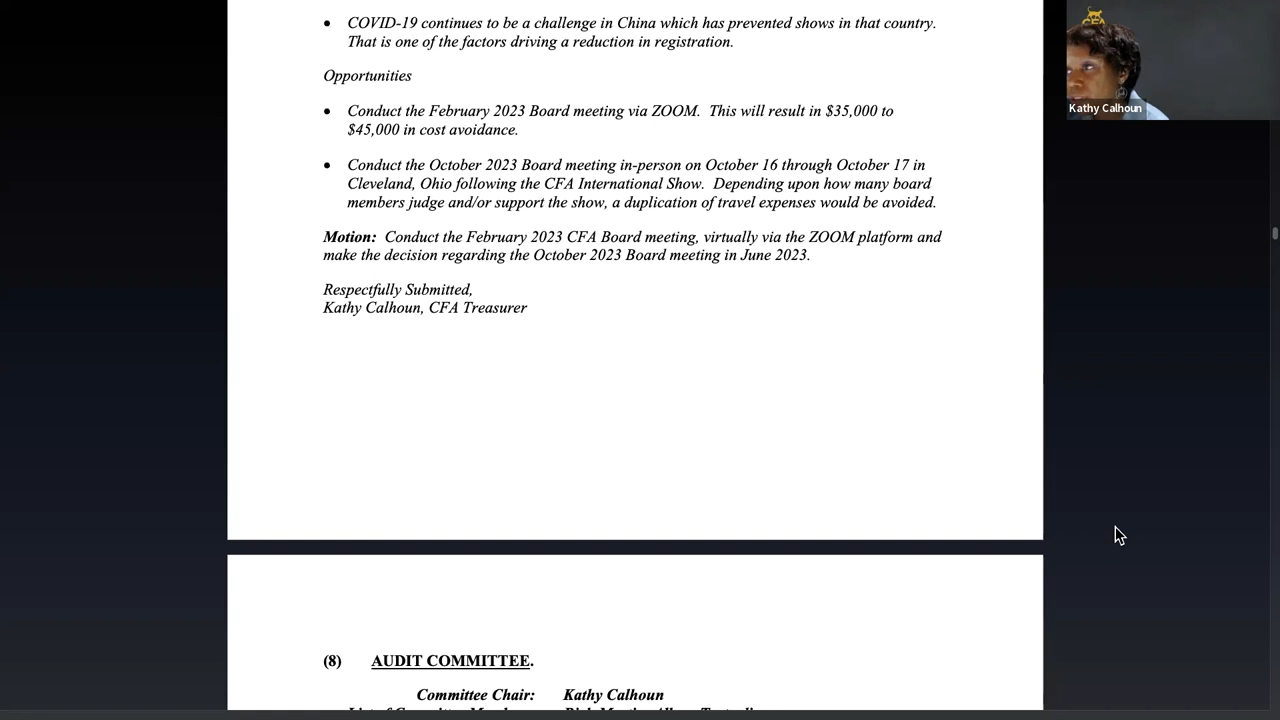 COVID-19 continues to be a challenge in China which has prevented shows in that country.
That is one of the factors driving a reduction in registration.
Opportunities
Conduct the February 2023 Board meeting via ZOOM. This will result in $35,000 to
$45,000 in cost avoidance.
Conduct the October 2023 Board meeting in-person on October 16 through October 17 in
Cleveland, Ohio following the CFA International Show. Depending upon how many board
members judge and/or support the show, a duplication of travel expenses would be avoided.
Motion: Conduct the February 2023 CFA Board meeting, virtually via the ZOOM platform and
make the decision regarding the October 2023 Board meeting in June 2023.
Respectfully Submitted,
Kathy Calhoun, CFA Treasurer
(8) AUDIT COMMITTEE.
Committee Chair: Kathy Calhoun
Kathy Calhoun